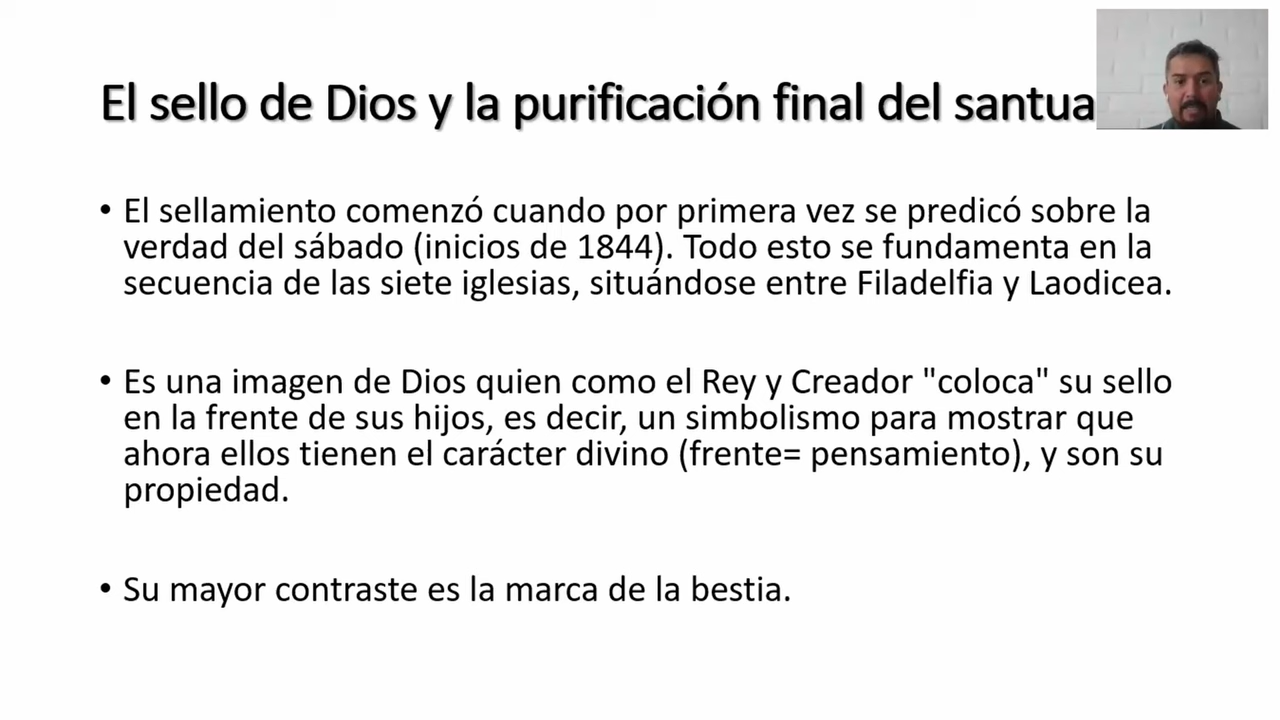 El sello de Dios y la purificación final del santua
• El sellamiento comenzó cuando por primera vez se predicó sobre la
verdad del sábado (inicios de 1844). Todo esto se fundamenta en la
secuencia de las siete iglesias, situándose entre Filadelfia y Laodicea.
• Es una imagen de Dios quien como el Rey y Creador "coloca" su sello
en la frente de sus hijos, es decir, un simbolismo para mostrar que
ahora ellos tienen el carácter divino (frente= pensamiento), y son su
propiedad.
• Su mayor contraste es la marca de la bestia.